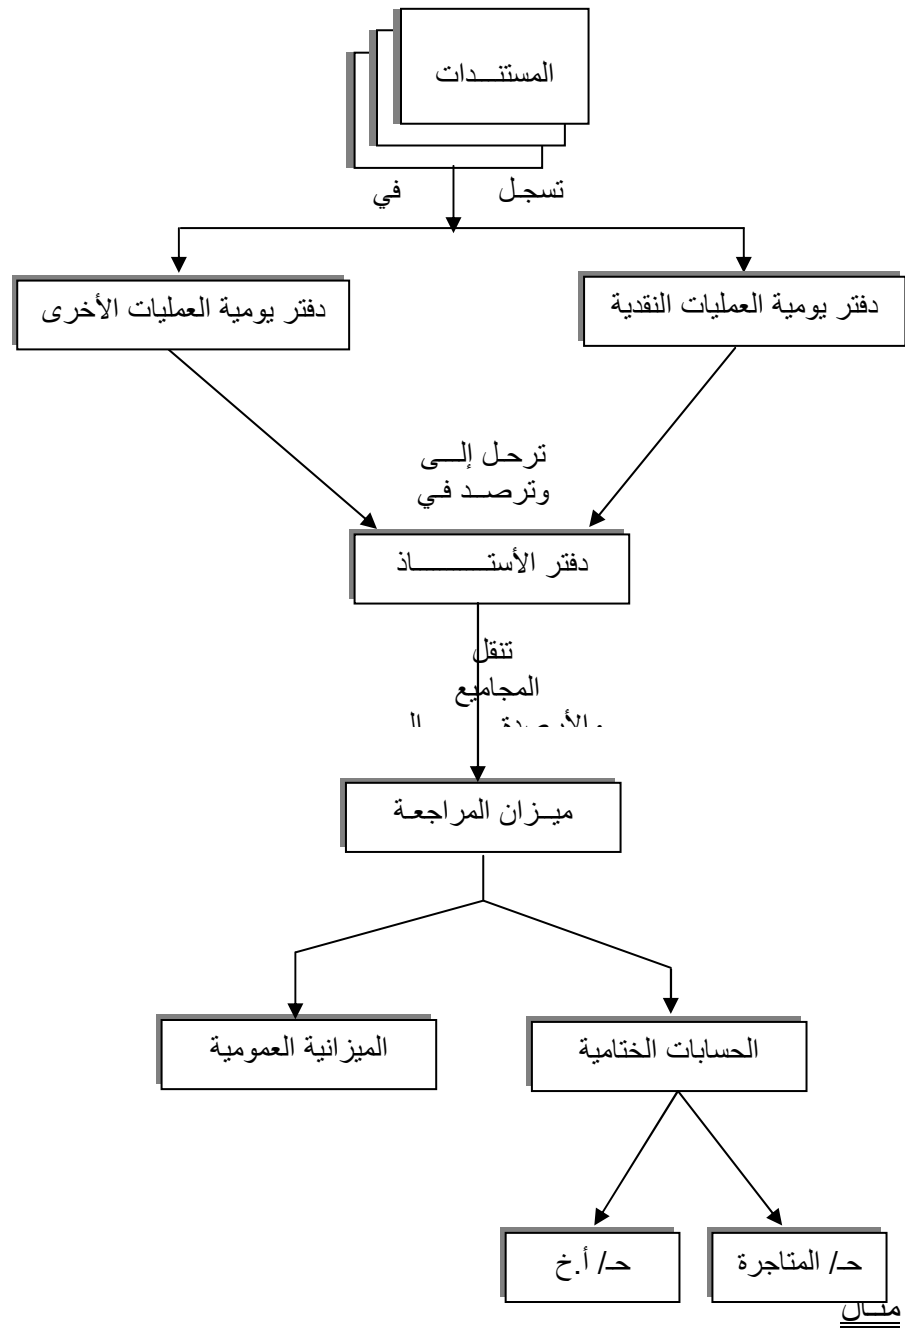 المستندات
تسجل في
دفتر يومية العمليات النقدية
دفتر يومية العمليات الأخرى
ترحل إلى
وترصد في
دفتر الأستاذ
تنقل
المجاميع
ميزان المراجعة
الحسابات الختامية
الميزانية العمومية
حـ/ المتاجرة
حـ/ أ.خ
مثال